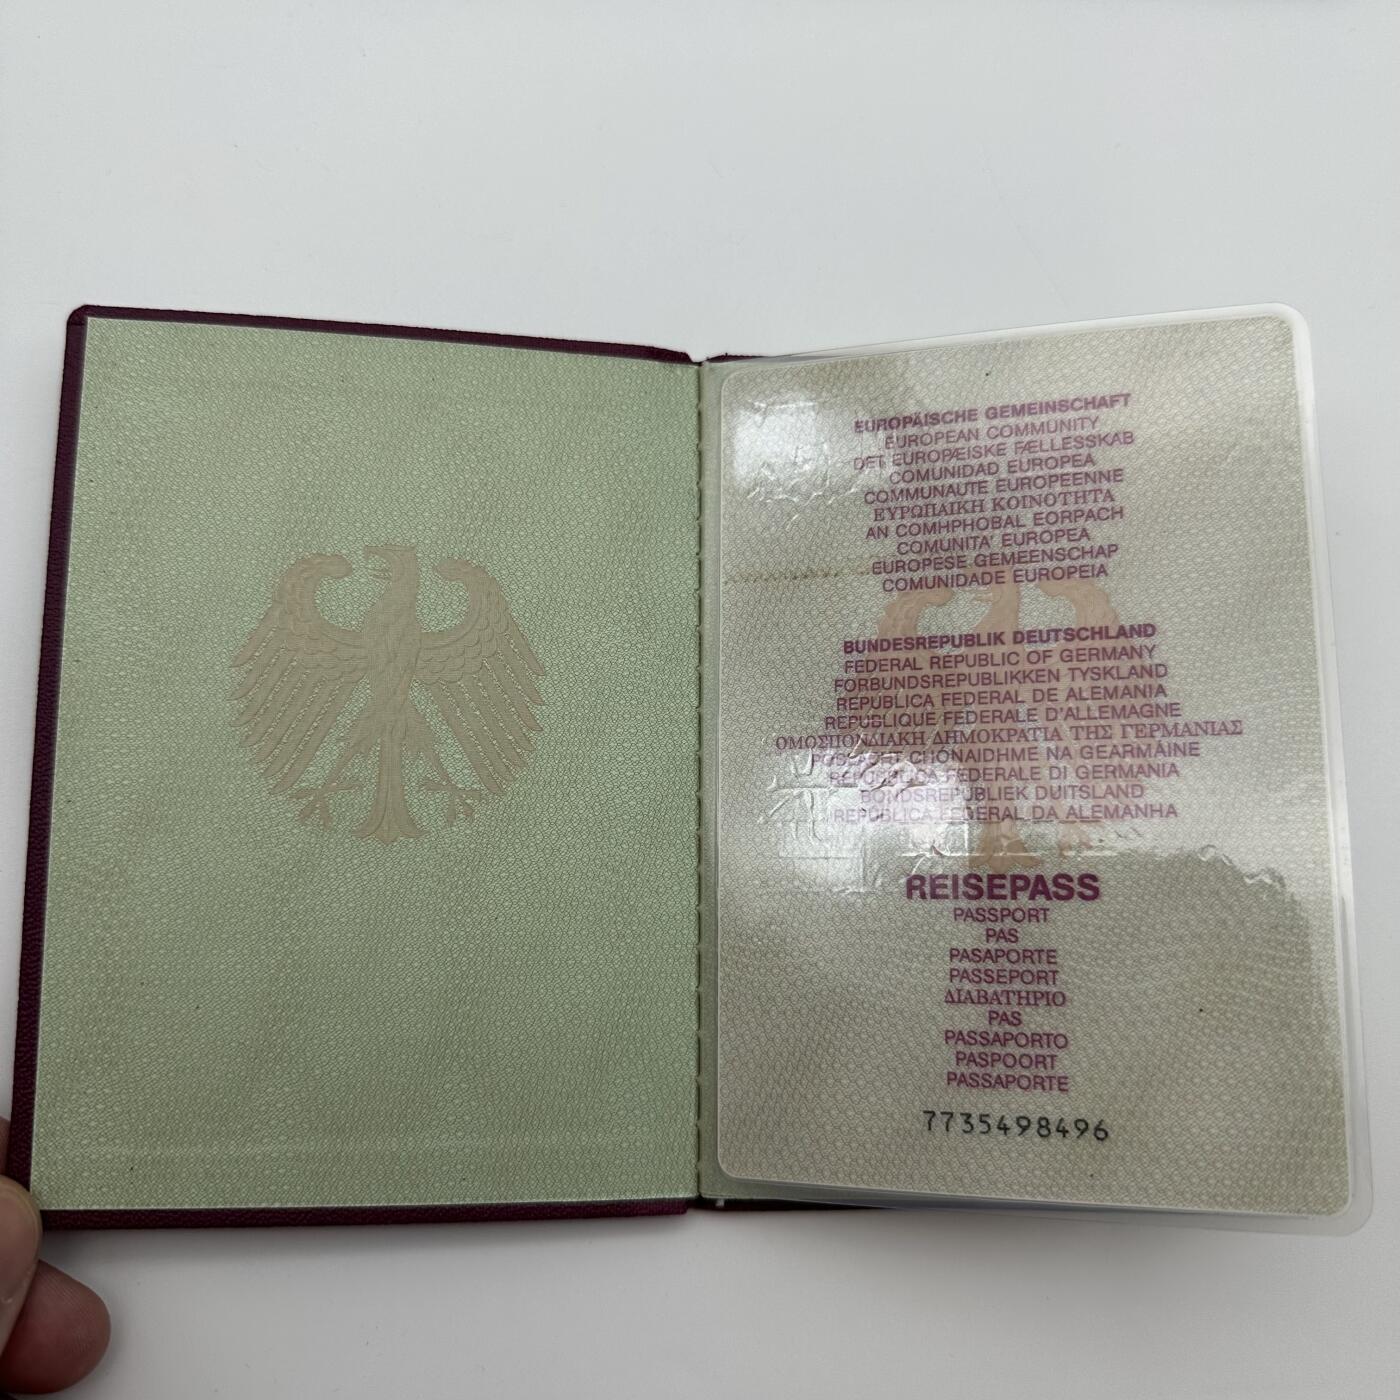 EUROPÄISCHE GEMEINSCHAFT
EUROPEAN COMMUNITY
DET EUROPÆISKE FÆLLESSKAB
COMUNIDAD EUROPEA
COMMUNAUTE EUROPEENNE
ΕΥΡΩΠΑΙΚΗ ΚΟΙΝΟΤΗΤΑ
AN COMHPHOBAL EORPACH
COMUNITA' EUROPEA
EUROPESE GEMEENSCHAP
COMUNIDADE EUROPEIA
BUNDESREPUBLIK DEUTSCHLAND
FEDERAL REPUBLIC OF GERMANY
FORBUNDSREPUBLIKKEN TYSKLAND
REPUBLICA FEDERAL DE ALEMANIA
REPUBLIQUE FEDERALE D'ALLEMAGNE
ΟΜΟΣΠΟΝΔΙΑΚΗ ΔΗΜΟΚΡΑΤΙΑ ΤΗΣ ΓΕΡΜΑΝΙΑΣ
POBLACHT CHÓNAIDHME NA GEARMÁINE
REPUBBLICA FEDERALE DI GERMANIA
BONDSREPUBLIEK DUITSLAND
REPÚBLICA FEDERAL DA ALEMANHA
REISEPASS
PASSPORT
PAS
PASAPORTE
PASSEPORT
ΔΙΑΒΑΤΗΡΙΟ
PAS
PASSAPORTO
PASPOORT
PASSAPORTE
7735498496